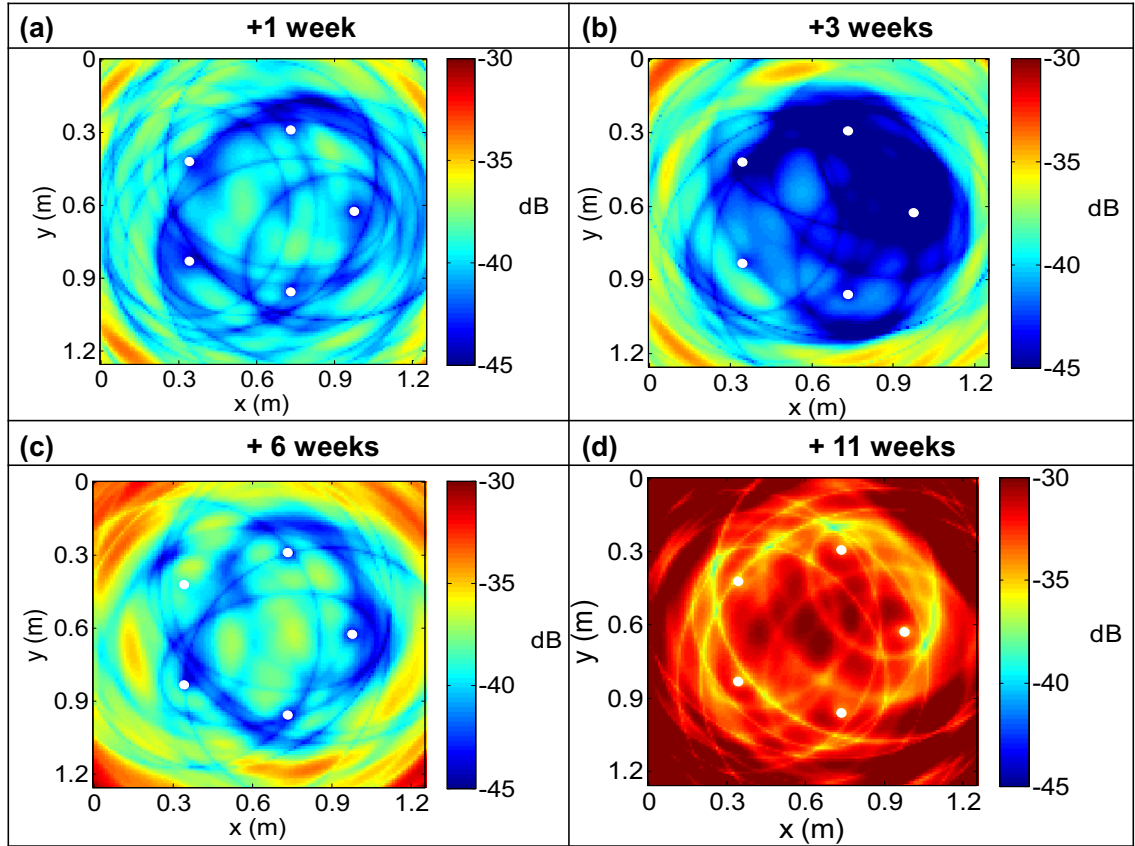 (a) +1 week
0
0.3
0.6
0.9
1.2
y (m)
0 0.3 0.6 0.9 1.2
x (m)
-30
-35
-40
-45
dB
(b) +3 weeks
0
0.3
0.6
0.9
1.2
y (m)
0 0.3 0.6 0.9 1.2
x (m)
-30
-35
-40
-45
dB
(c) + 6 weeks
0
0.3
0.6
0.9
1.2
y (m)
0 0.3 0.6 0.9 1.2
x (m)
-30
-35
-40
-45
dB
(d) + 11 weeks
0
0.3
0.6
0.9
1.2
y (m)
0 0.3 0.6 0.9 1.2
x (m)
-30
-35
-40
-45
dB